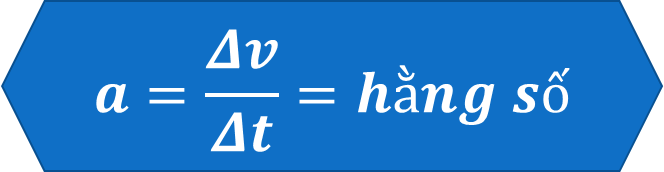 a = Δv/Δt = hằng số